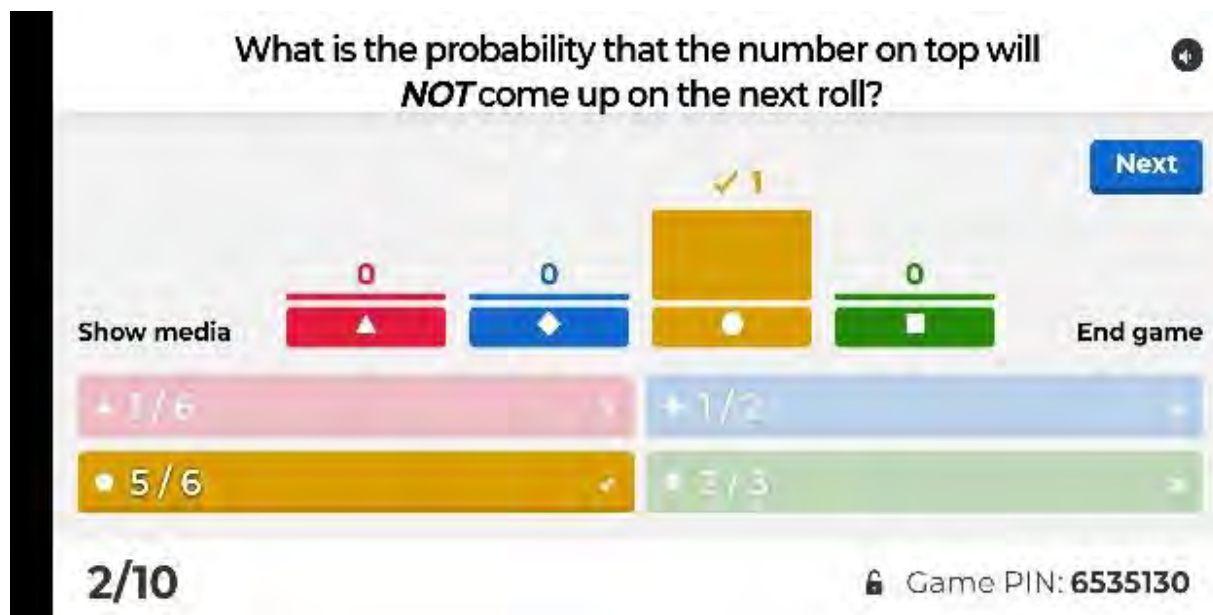 What is the probability that the number on top will
NOT come up on the next roll?
Next
1
0
0
0
Show media
End game
1 / 6
1 / 2
5 / 6
2/10
Game PIN: 6535130